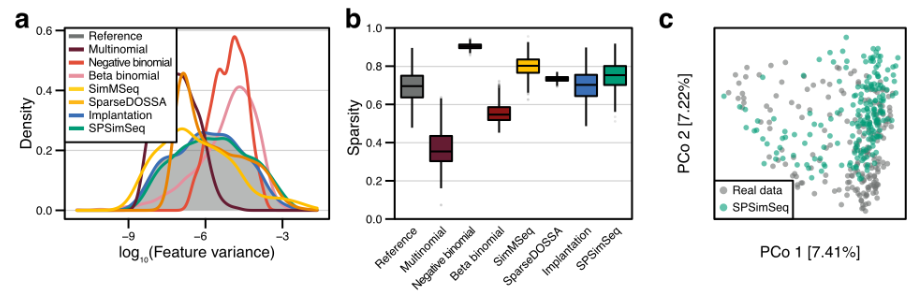 a
b
c
Density
0.6
0.4
0.2
0.0
Reference
Multinomial
Negative binomial
Beta binomial
SimMSeq
SparseDOSSA
Implantation
SPSimSeq
−9
−6
−3
log10(Feature variance)
Sparsity
1.0
0.8
0.6
0.4
0.2
0.0
Reference
Multinomial
Negative binomial
Beta binomial
SimMSeq
SparseDOSSA
Implantation
SPSimSeq
PCo 2 [7.22%]
Real data
SPSimSeq
PCo 1 [7.41%]